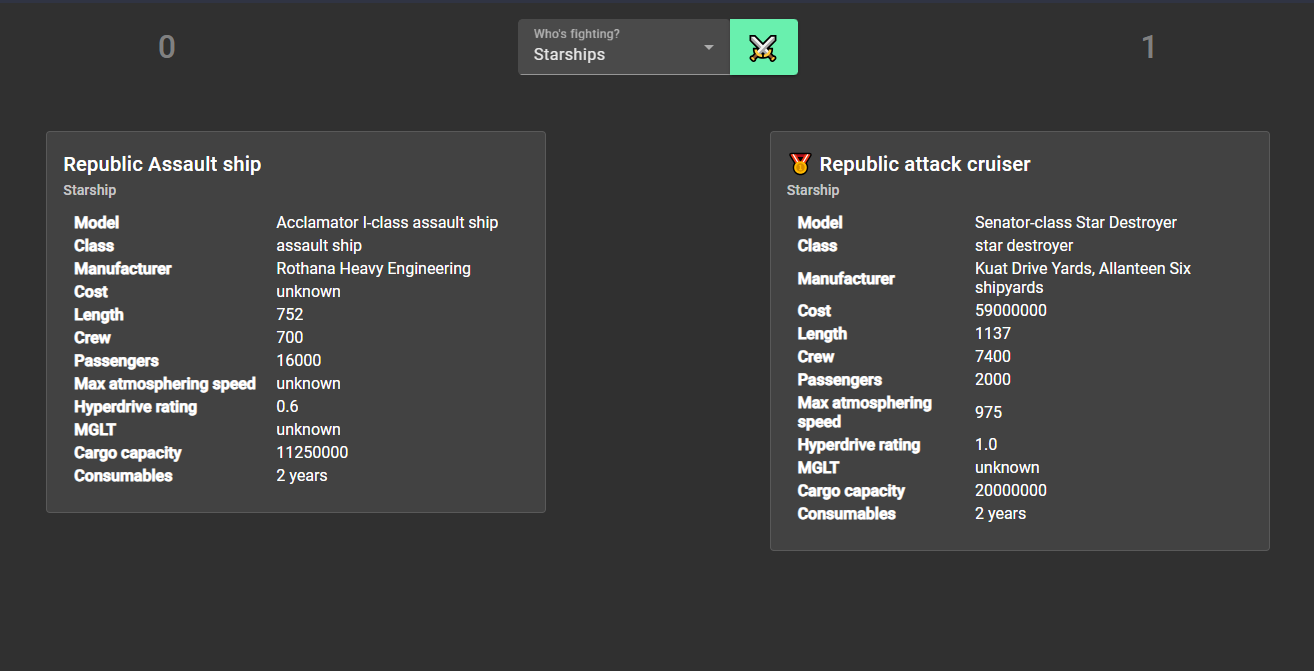 0
Who's fighting?
Starships
1
Republic Assault ship
Starship
Model Acclamator I-class assault ship
Class assault ship
Manufacturer Rothana Heavy Engineering
Cost unknown
Length 752
Crew 700
Passengers 16000
Max atmosphering speed unknown
Hyperdrive rating 0.6
MGLT unknown
Cargo capacity 11250000
Consumables 2 years
Republic attack cruiser
Starship
Model Senator-class Star Destroyer
Class star destroyer
Manufacturer Kuat Drive Yards, Allanteen Six
shipyards
Cost 59000000
Length 1137
Crew 7400
Passengers 2000
Max atmosphering
speed 975
Hyperdrive rating 1.0
MGLT unknown
Cargo capacity 20000000
Consumables 2 years